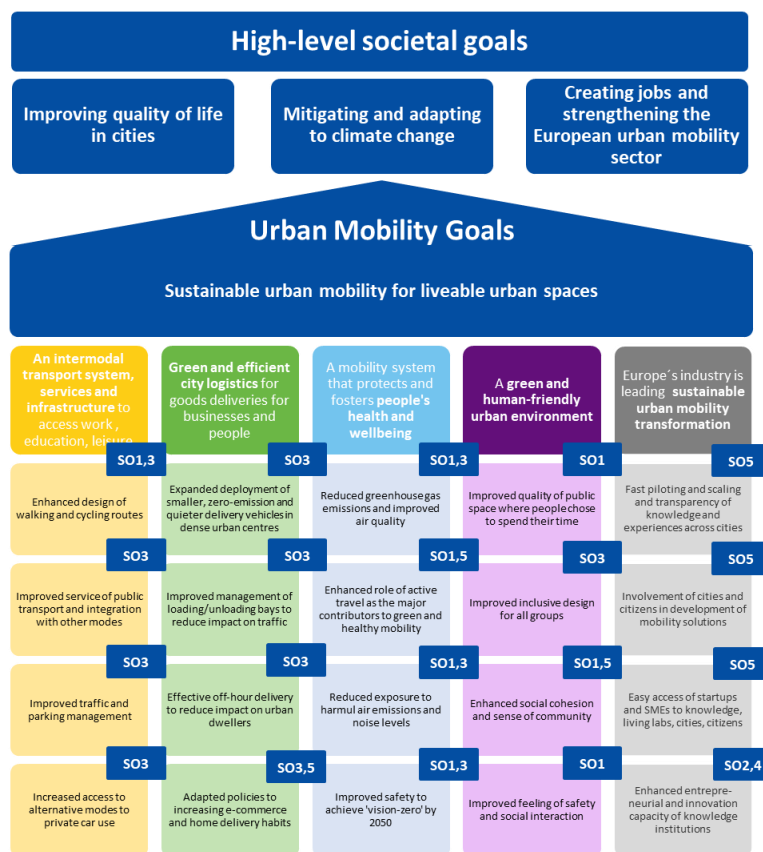 High-level societal goals
Improving quality of life
in cities
Mitigating and adapting
to climate change
Creating jobs and
strengthening the
European urban mobility
sector
Urban Mobility Goals
Sustainable urban mobility for liveable urban spaces
An intermodal
transport system,
services and
infrastructure to
access work ,
education, leisure
Green and efficient
city logistics for
goods deliveries for
businesses and
people
A mobility system
that protects and
fosters people's
health and
wellbeing
A green and
human-friendly
urban environment
Europe´s industry is
leading sustainable
urban mobility
transformation
SO1,3
Enhanced design of
walking and cycling routes
SO3
Expanded deployment of
smaller, zero-emission and
quieter delivery vehicles in
dense urban centres
SO1,3
Reduced greenhouse gas
emissions and improved
air quality
SO1
Improved quality of public
space where people chose
to spend their time
SO5
Fast piloting and scaling
and transparency of
knowledge and
experiences across cities
SO3
Improved service of public
transport and integration
with other modes
SO3
Improved management of
loading/unloading bays to
reduce impact on traffic
SO1,5
Enhanced role of active
travel as the major
contributors to green and
healthy mobility
SO3
Improved inclusive design
for all groups
SO5
Involvement of cities and
citizens in development of
mobility solutions
SO3
Improved traffic and
parking management
SO3
Effective off-hour delivery
to reduce impact on urban
dwellers
SO1,3
Reduced exposure to
harmul air emissions and
noise levels
SO1,5
Enhanced social cohesion
and sense of community
SO5
Easy access of startups
and SMEs to knowledge,
living labs, cities, citizens
SO3
Increased access to
alternative modes to
private car use
SO3,5
Adapted policies to
increasing e-commerce
and home delivery habits
SO1,3
Improved safety to
achieve 'vision-zero' by
2050
SO1
Improved feeling of safety
and social interaction
SO2,4
Enhanced entrepre-
neurial and innovation
capacity of knowledge
institutions